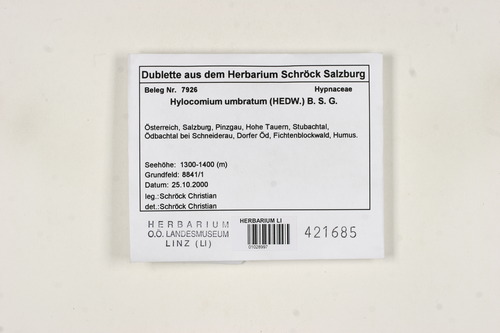 Dublette aus dem Herbarium Schröck Salzburg
Beleg Nr. 7926 Hypnaceae
Hylocomium umbratum (HEDW.) B. S. G.
Österreich, Salzburg, Pinzgau, Hohe Tauern, Stubachtal,
Ödbachtal bei Schneiderau, Dorfer Öd, Fichtenblockwald, Humus.
Seehöhe: 1300-1400 (m)
Grundfeld: 8841/1
Datum: 25.10.2000
leg.:Schröck Christian
det.:Schröck Christian
HERBARIUM
O.Ö. LANDESMUSEUM
LINZ (LI)
HERBARIUM LI
01028997
421685